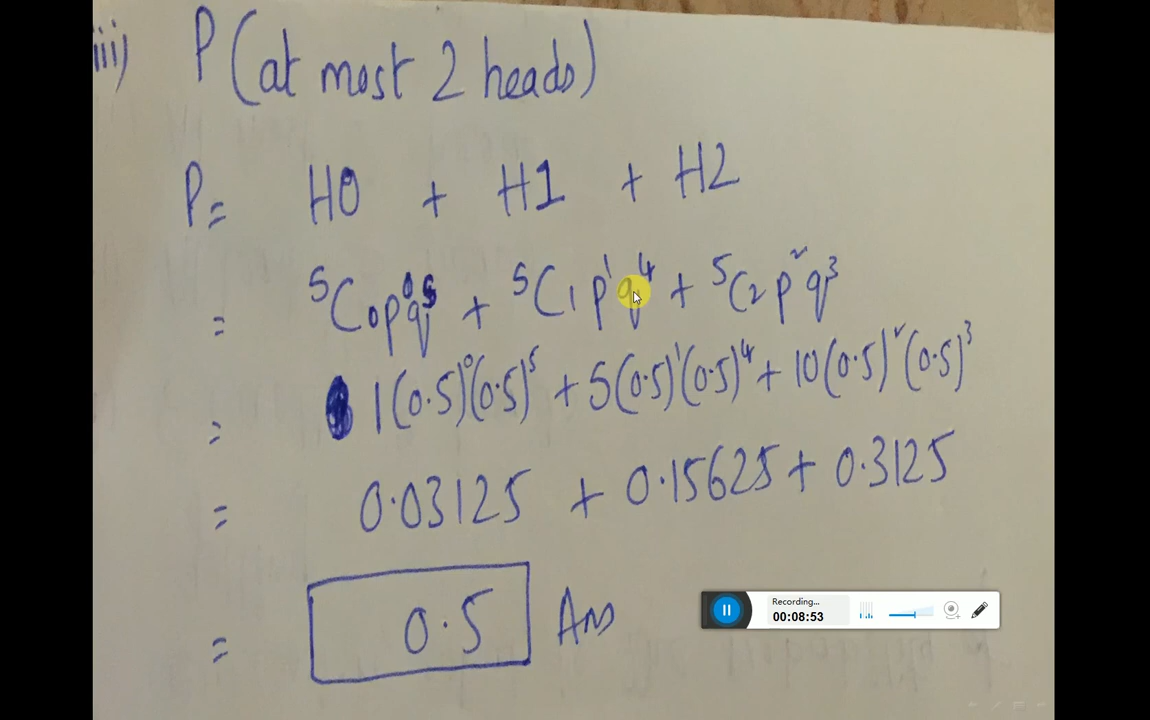 iii) P (at most 2 heads)
P = H0 + H1 + H2
= ⁵C₀p⁰q⁵ + ⁵C₁p¹q⁴ + ⁵C₂p²q³
= 1(0.5)⁰(0.5)⁵ + 5(0.5)¹(0.5)⁴ + 10(0.5)²(0.5)³
= 0.03125 + 0.15625 + 0.3125
= 0.5 Ans
Recording...
00:08:53